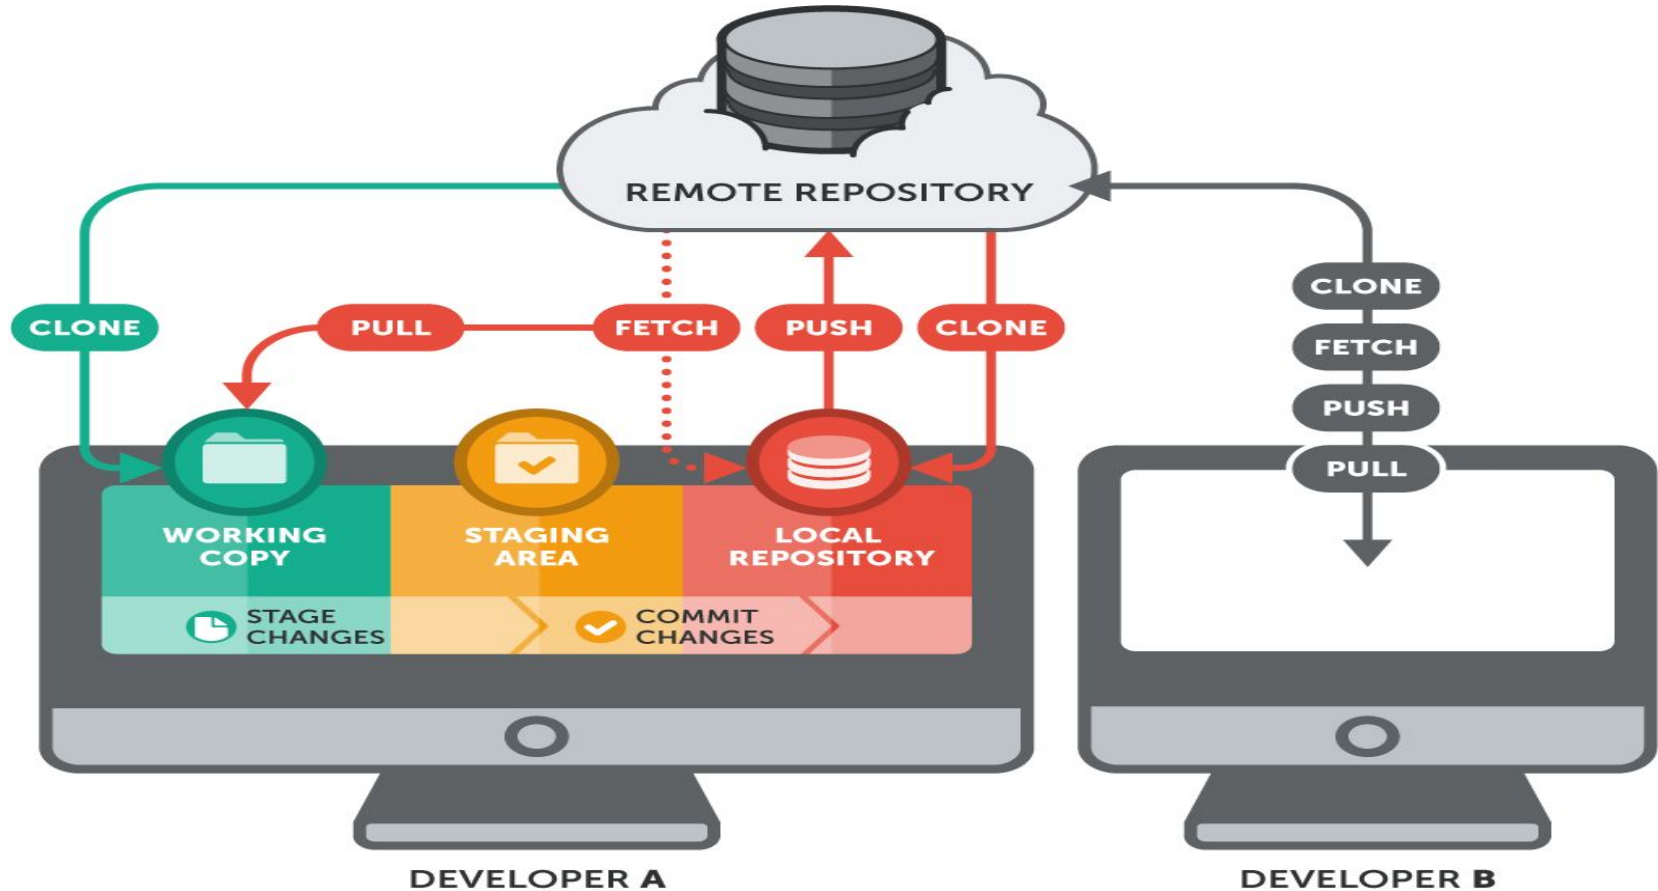 REMOTE REPOSITORY
CLONE
PULL
FETCH
PUSH
CLONE
WORKING
COPY
STAGING
AREA
LOCAL
REPOSITORY
STAGE
CHANGES
COMMIT
CHANGES
DEVELOPER A
CLONE
FETCH
PUSH
PULL
DEVELOPER B